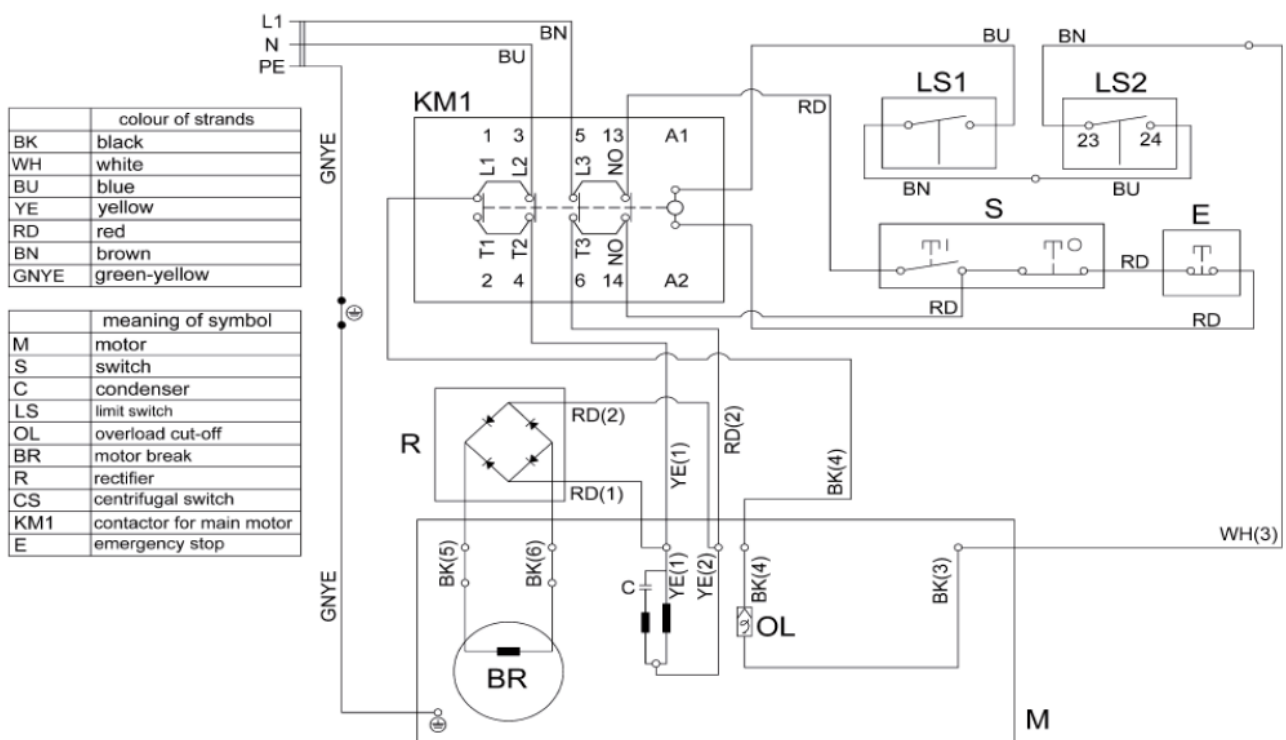 L1
N
PE
BN
BU
GNYE
colour of strands
BK black
WH white
BU blue
YE yellow
RD red
BN brown
GNYE green-yellow
meaning of symbol
M motor
S switch
C condenser
LS limit switch
OL overload cut-off
BR motor break
R rectifier
CS centrifugal switch
KM1 contactor for main motor
E emergency stop
GNYE
KM1
1 3 5 13 A1
L1 L2 L3 NO
T1 T2 T3 NO
2 4 6 14 A2
RD
BU
BN
LS1
LS2
23 24
BN
BU
S
E
I
O
RD
RD
RD
R
RD(2)
RD(1)
YE(1)
RD(2)
BK(4)
WH(3)
BK(5)
BK(6)
C
YE(1)
YE(2)
BK(4)
BK(3)
OL
BR
M